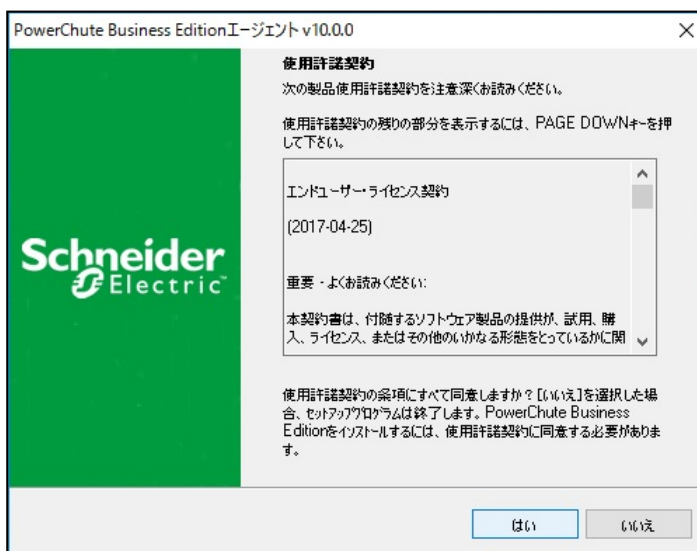 PowerChute Business Editionエージェント v10.0.0
使用許諾契約
次の製品使用許諾契約を注意深くお読みください。
使用許諾契約の残りの部分を表示するには、PAGE DOWNキーを押
して下さい。
エンドユーザー・ライセンス契約
(2017-04-25)
重要 - よくお読みください:
本契約書は、付随するソフトウェア製品の提供が、試用、購
入、ライセンス、またはその他のいかなる形態をとっているかに関
Schneider
Electric™
使用許諾契約の条項にすべて同意しますか？[いいえ]を選択した場
合、セットアッププログラムは終了します。PowerChute Business
Editionをインストールするには、使用許諾契約に同意する必要がありま
す。
はい
いいえ